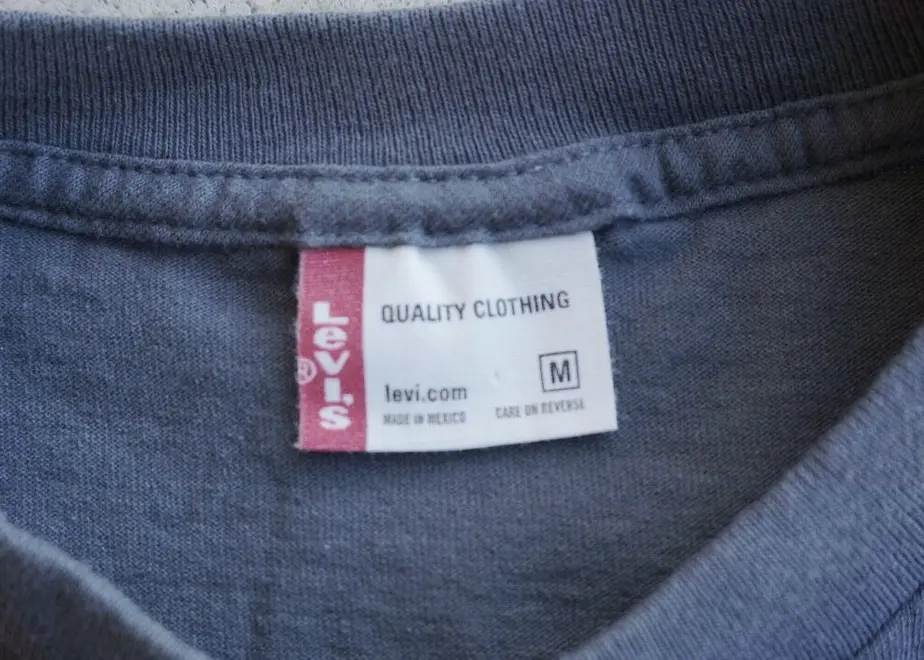 Levi's
®
QUALITY CLOTHING
M
levi.com
MADE IN MEXICO
CARE ON REVERSE